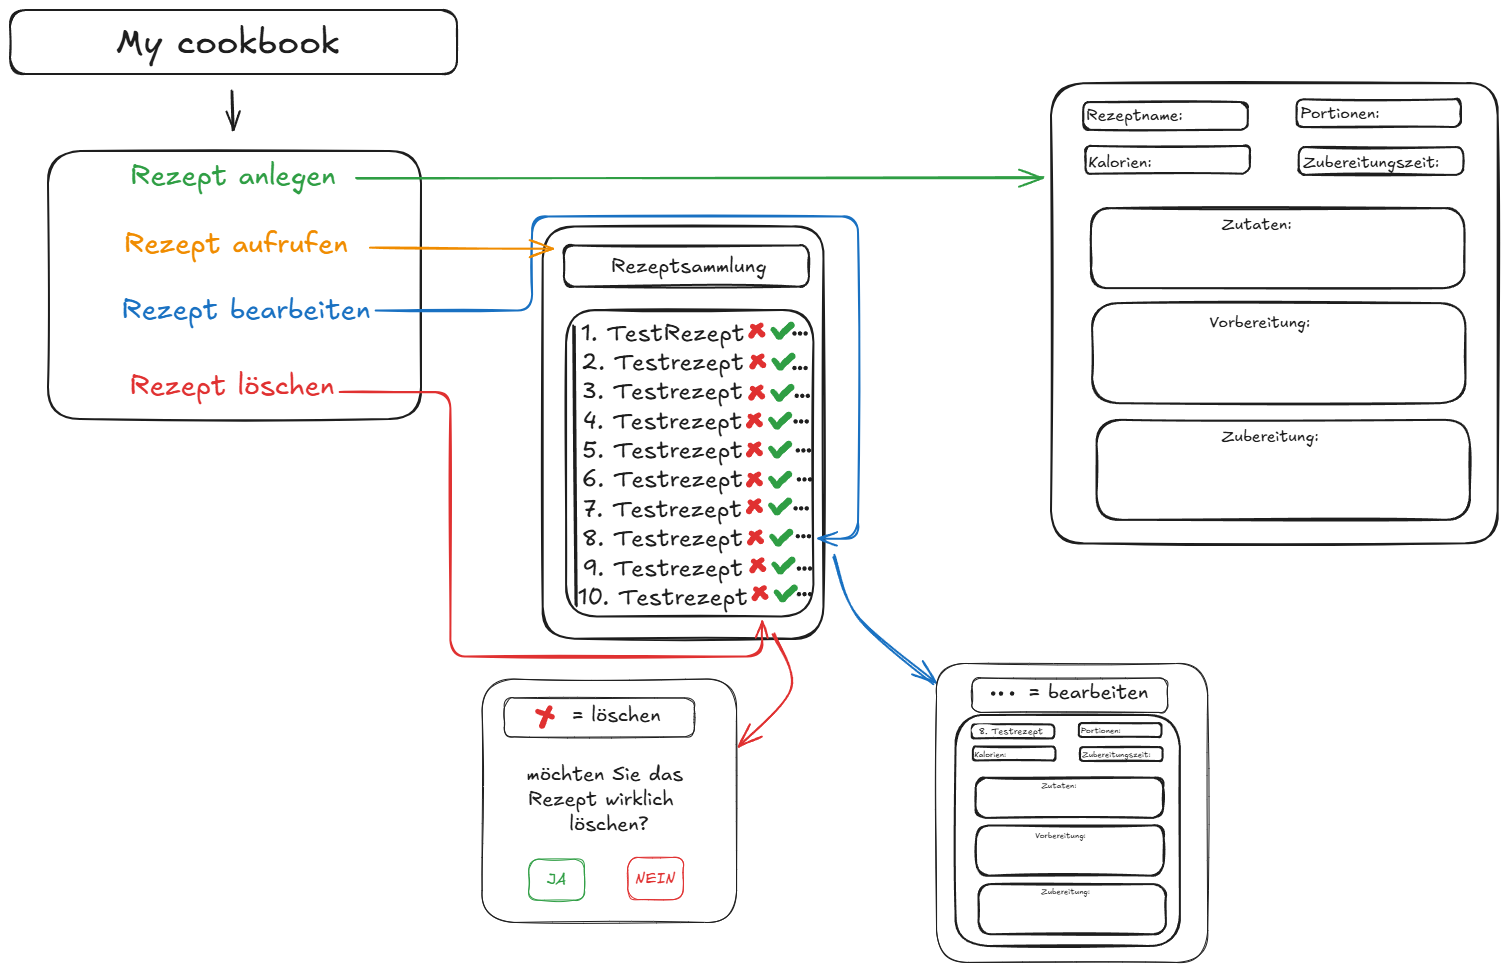 My cookbook
Rezept anlegen
Rezept aufrufen
Rezept bearbeiten
Rezept löschen
Rezeptsammlung
1. TestRezept
2. Testrezept
3. Testrezept
4. Testrezept
5. Testrezept
6. Testrezept
7. Testrezept
8. Testrezept
9. Testrezept
10. Testrezept
Rezeptname:
Portionen:
Kalorien:
Zubereitungszeit:
Zutaten:
Vorbereitung:
Zubereitung:
= löschen
möchten Sie das
Rezept wirklich
löschen?
JA
NEIN
... = bearbeiten
8. Testrezept
Portionen:
Kalorien:
Zubereitungszeit:
Zutaten:
Vorbereitung:
Zubereitung: